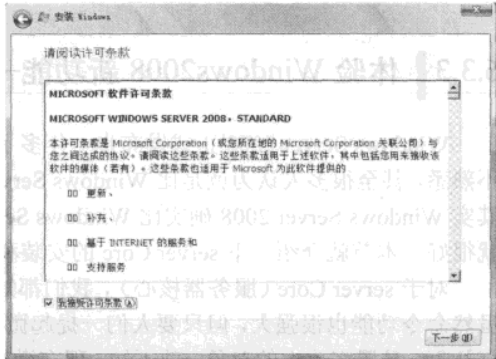 安装 Windows
请阅读许可条款
MICROSOFT 软件许可条款
MICROSOFT WINDOWS SERVER 2008，STANDARD
本许可条款是 Microsoft Corporation（或您所在地的 Microsoft Corporation 关联公司）与
您之间达成的协议。请阅读这些条款。这些条款适用于上述软件，其中包括您用来接收该
软件的媒体（若有）。这些条款也适用于 Microsoft 为此软件提供的
更新、
补充、
基于 INTERNET 的服务和
支持服务
我接受许可条款(A)
下一步(N)